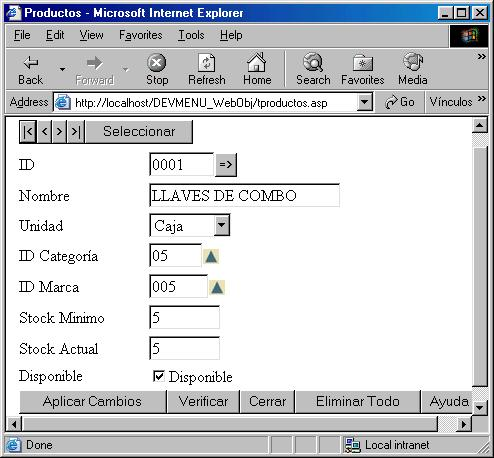 Productos - Microsoft Internet Explorer
File Edit View Favorites Tools Help »
Back Forward Stop Refresh Home Search Favorites Media »
Address http://localhost/DEVMENU_WebObj/tproductos.asp Go Vínculos »
|< < > >| Seleccionar
ID 0001 =>
Nombre LLAVES DE COMBO
Unidad Caja
ID Categoría 05
ID Marca 005
Stock Minimo 5
Stock Actual 5
Disponible Disponible
Aplicar Cambios Verificar Cerrar Eliminar Todo Ayuda
Done Local intranet